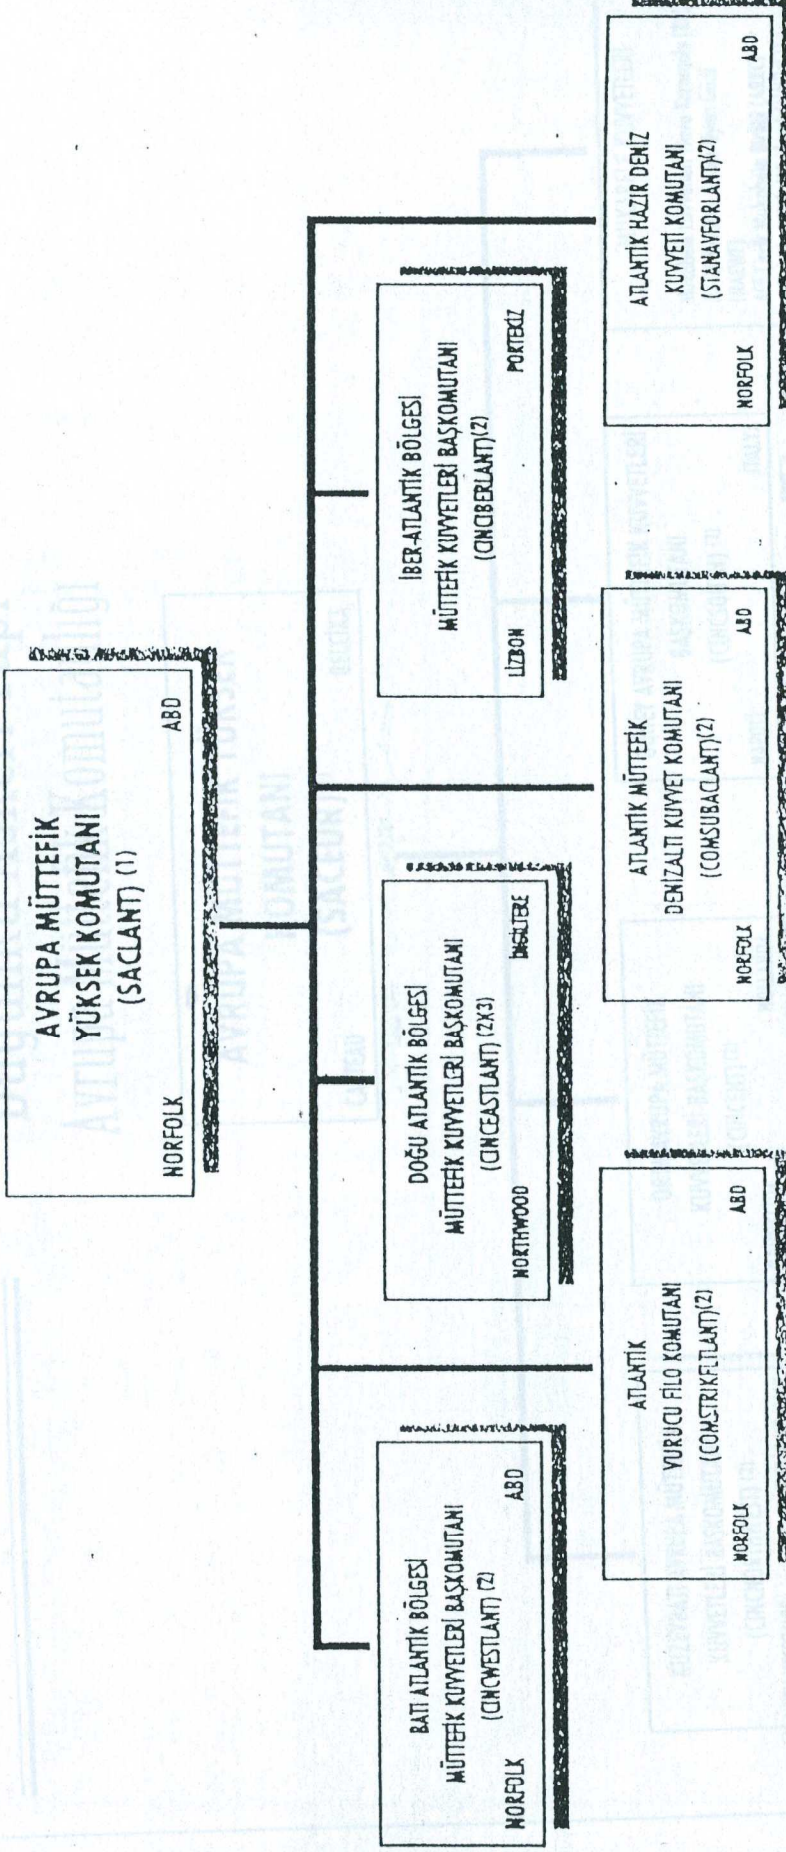 AVRUPA MÜTTEFİK
YÜKSEK KOMUTANI
(SACLANT) (1)
NORFOLK ABD
BATI ATLANTİK BÖLGESİ
MÜTTEFİK KUVVETLERİ BAŞKOMUTANI
(CINCWESTLANT) (2)
NORFOLK ABD
DOĞU ATLANTİK BÖLGESİ
MÜTTEFİK KUVVETLERİ BAŞKOMUTANI
(CINCEASTLANT) (2X3)
NORTHWOOD İNGİLTERE
İBER-ATLANTİK BÖLGESİ
MÜTTEFİK KUVVETLERİ BAŞKOMUTANI
(CINCIBERLANT)(2)
LİZBON PORTEKİZ
ATLANTİK
VURUCU FİLO KOMUTANI
(COMSTRIKFLTLANT)(2)
NORFOLK ABD
ATLANTİK MÜTTEFİK
DENİZALTI KUVVET KOMUTANI
(COMSUBACLANT)(2)
NORFOLK ABD
ATLANTİK HAZIR DENİZ
KUVVETİ KOMUTANI
(STANAVFORLANT)(2)
NORFOLK ABD